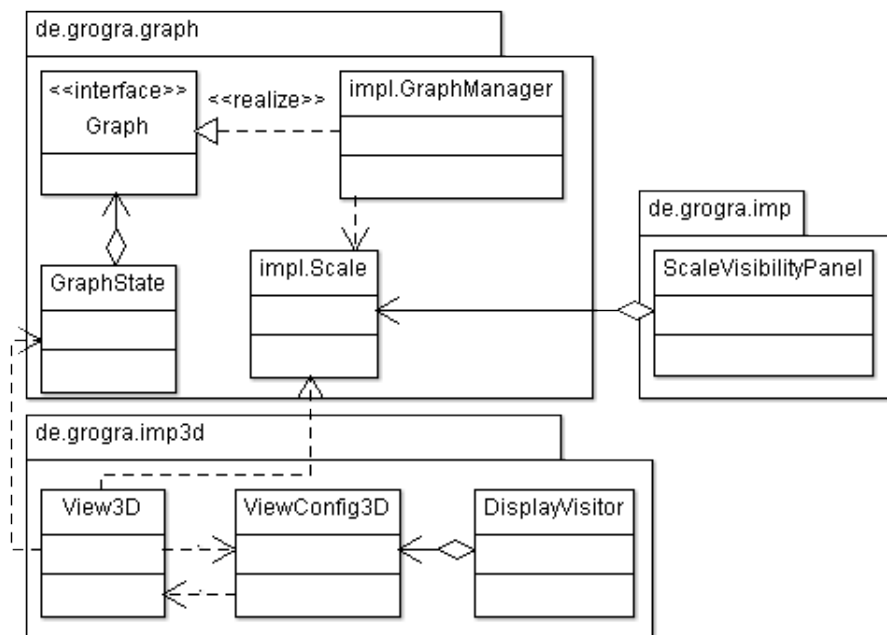 de.grogra.graph
<<interface>>
Graph
<<realize>>
impl.GraphManager
GraphState
impl.Scale
de.grogra.imp
ScaleVisibilityPanel
de.grogra.imp3d
View3D
ViewConfig3D
DisplayVisitor